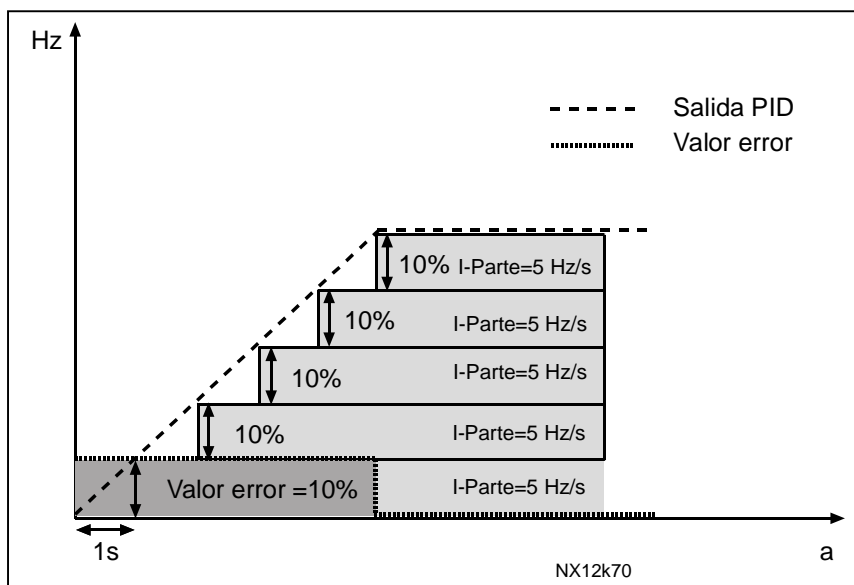 Hz
Salida PID
Valor error
10% I-Parte=5 Hz/s
10% I-Parte=5 Hz/s
10% I-Parte=5 Hz/s
10% I-Parte=5 Hz/s
Valor error =10% I-Parte=5 Hz/s
1s
a
NX12k70